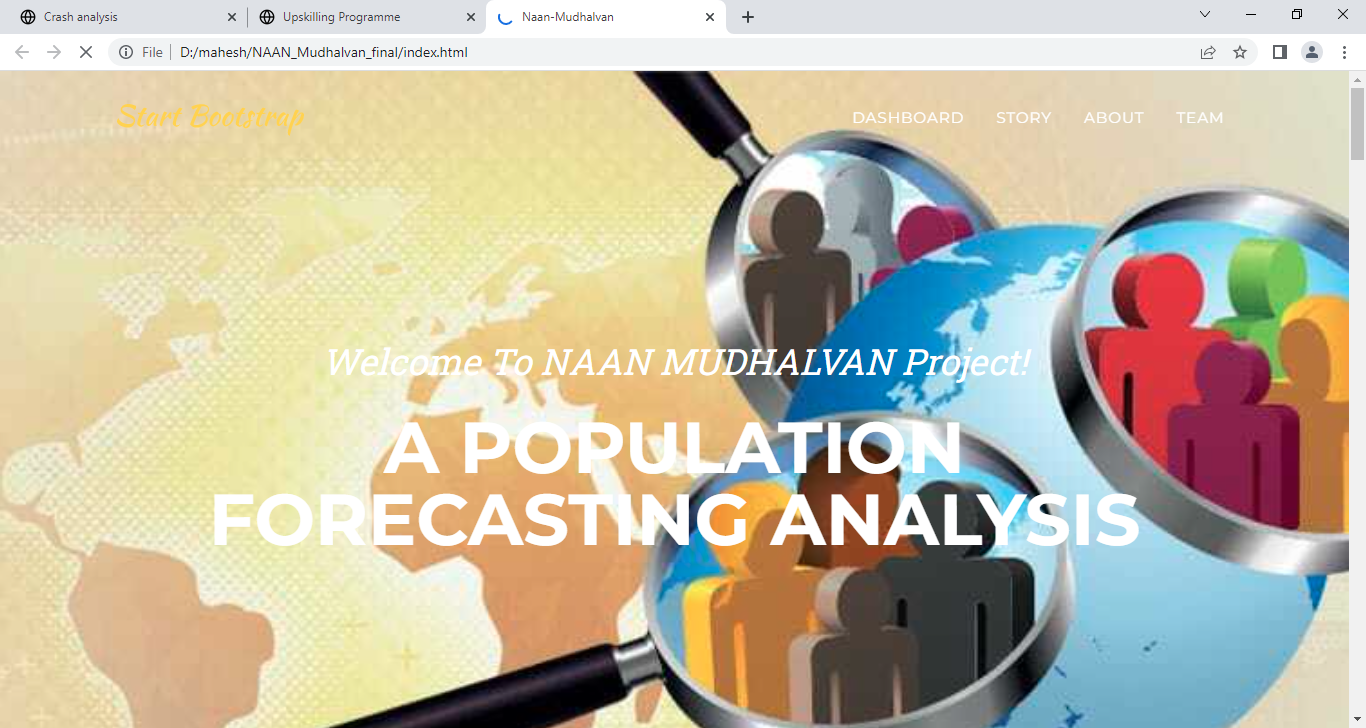 Crash analysis
Upskilling Programme
Naan-Mudhalvan
File
D:/mahesh/NAAN_Mudhalvan_final/index.html
Start Bootstrap
DASHBOARD
STORY
ABOUT
TEAM
Welcome To NAAN MUDHALVAN Project!
A POPULATION
FORECASTING ANALYSIS